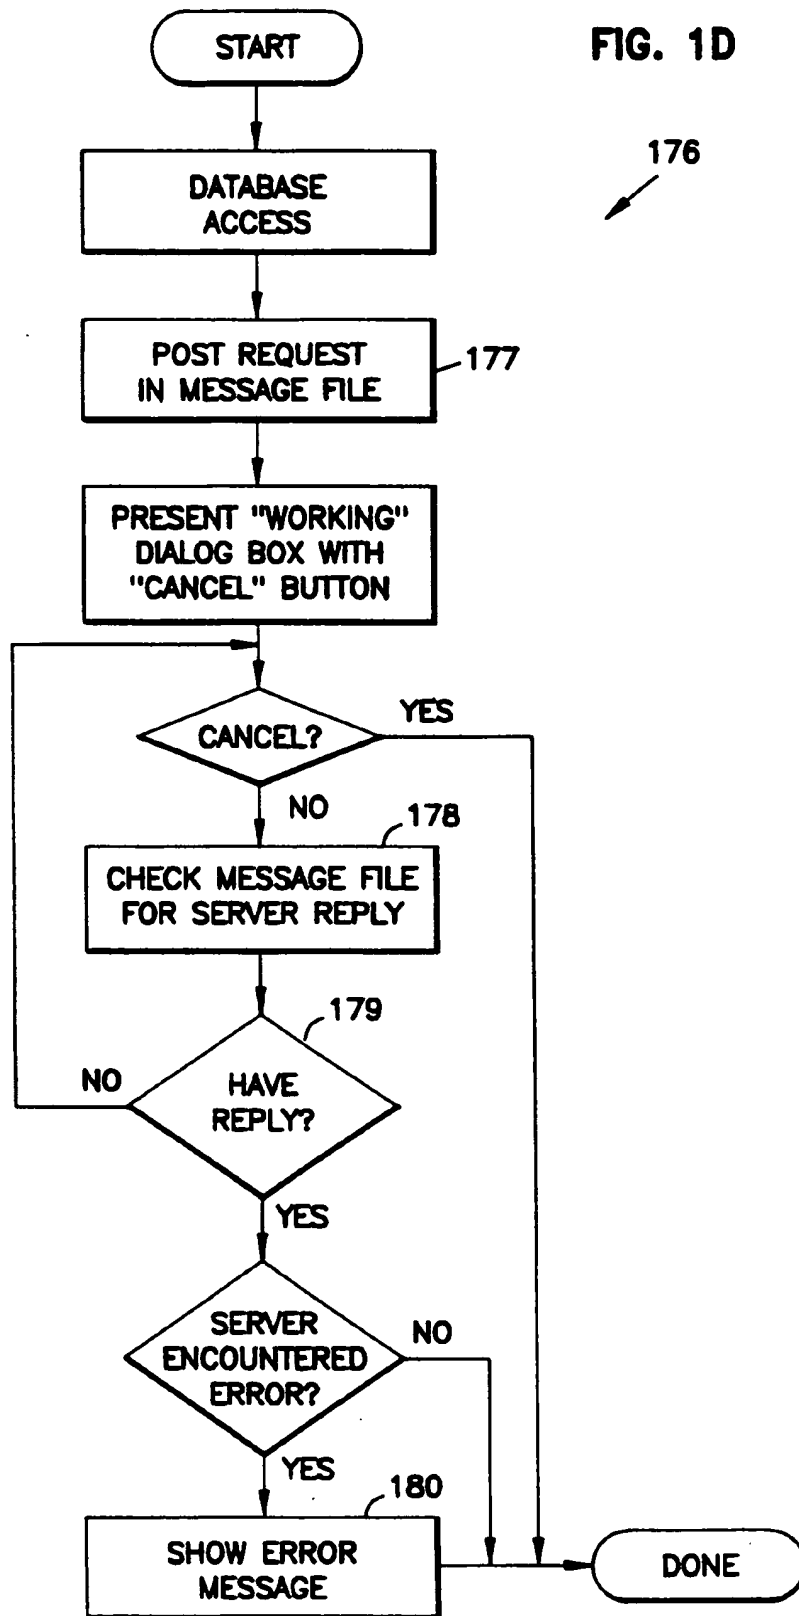 START
FIG. 1D
176
DATABASE
ACCESS
POST REQUEST
IN MESSAGE FILE
177
PRESENT "WORKING"
DIALOG BOX WITH
"CANCEL" BUTTON
CANCEL?
YES
NO
178
CHECK MESSAGE FILE
FOR SERVER REPLY
179
HAVE
REPLY?
NO
YES
SERVER
ENCOUNTERED
ERROR?
NO
YES
180
SHOW ERROR
MESSAGE
DONE